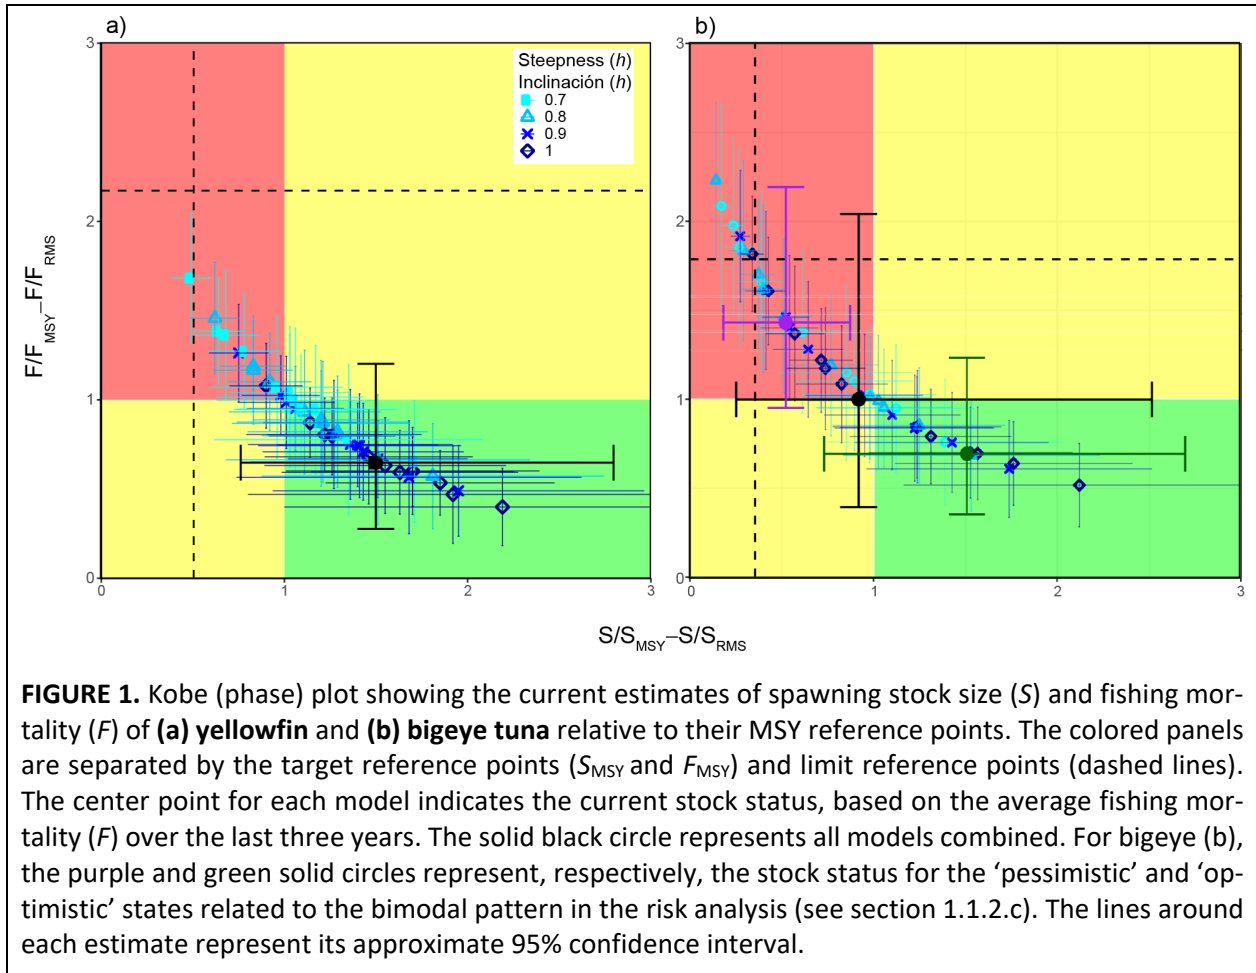 a)
b)
3
2
1
0
F/F_MSY–F/F_RMS
Steepness (h)
Inclinación (h)
0.7
0.8
0.9
1
0
1
2
3
3
2
1
0
0
1
2
3
S/S_MSY–S/S_RMS
FIGURE 1. Kobe (phase) plot showing the current estimates of spawning stock size (S) and fishing mor-
tality (F) of (a) yellowfin and (b) bigeye tuna relative to their MSY reference points. The colored panels
are separated by the target reference points (S_MSY and F_MSY) and limit reference points (dashed lines).
The center point for each model indicates the current stock status, based on the average fishing mor-
tality (F) over the last three years. The solid black circle represents all models combined. For bigeye (b),
the purple and green solid circles represent, respectively, the stock status for the ‘pessimistic’ and ‘op-
timistic’ states related to the bimodal pattern in the risk analysis (see section 1.1.2.c). The lines around
each estimate represent its approximate 95% confidence interval.